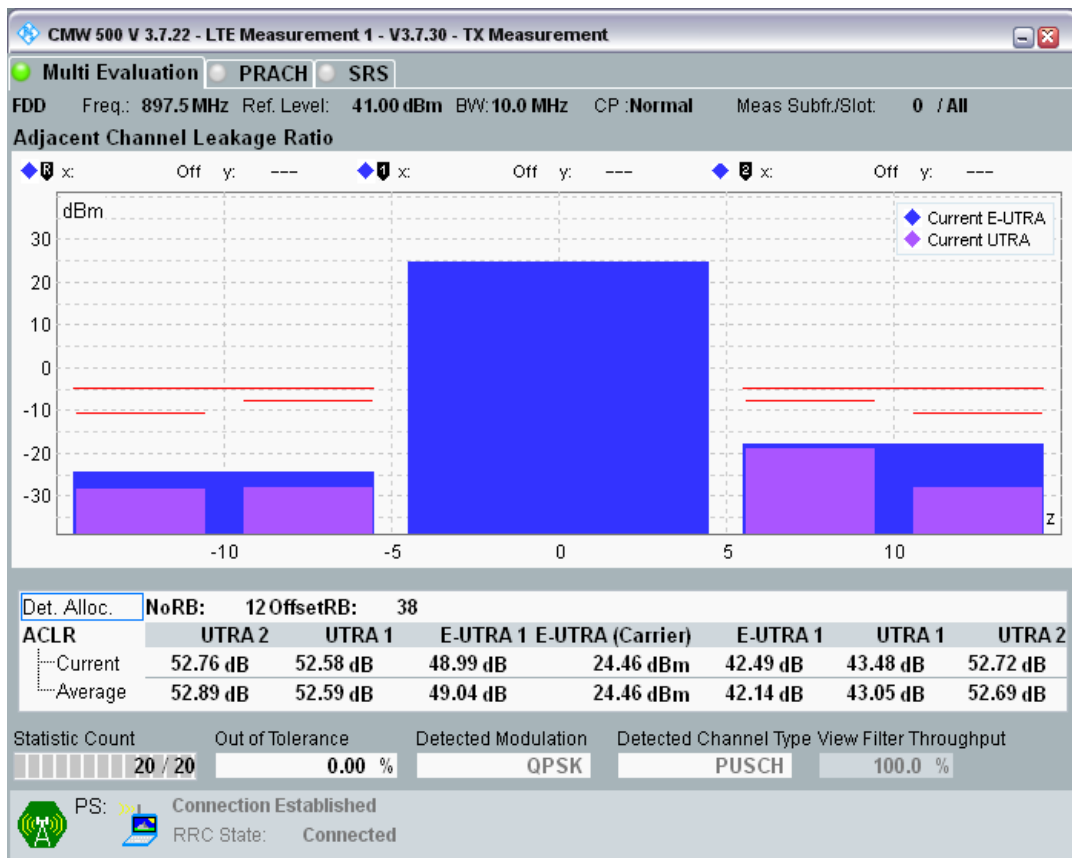 CMW 500 V 3.7.22 - LTE Measurement 1 - V3.7.30 - TX Measurement
Multi Evaluation PRACH SRS
FDD Freq.: 897.5 MHz Ref. Level: 41.00 dBm BW: 10.0 MHz CP :Normal Meas Subfr./Slot: 0 / All
Adjacent Channel Leakage Ratio
R x: Off y: --- 1 x: Off y: --- 2 x: Off y: ---
dBm
Current E-UTRA
Current UTRA
30
20
10
0
-10
-20
-30
z
-10 -5 0 5 10
Det. Alloc. NoRB: 12 OffsetRB: 38
ACLR UTRA 2 UTRA 1 E-UTRA 1 E-UTRA (Carrier) E-UTRA 1 UTRA 1 UTRA 2
Current 52.76 dB 52.58 dB 48.99 dB 24.46 dBm 42.49 dB 43.48 dB 52.72 dB
Average 52.89 dB 52.59 dB 49.04 dB 24.46 dBm 42.14 dB 43.05 dB 52.69 dB
Statistic Count Out of Tolerance Detected Modulation Detected Channel Type View Filter Throughput
20 / 20 0.00 % QPSK PUSCH 100.0 %
PS: Connection Established
RRC State: Connected